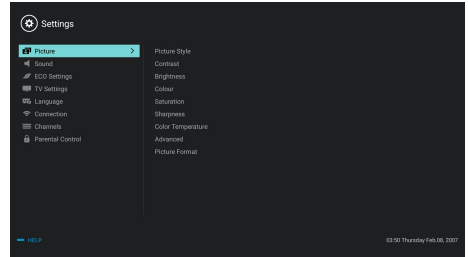 Settings
Picture
Sound
ECO Settings
TV Settings
Language
Connection
Channels
Parental Control
Picture Style
Contrast
Brightness
Colour
Saturation
Sharpness
Color Temperature
Advanced
Picture Format
HELP
03:50 Thursday Feb.08, 2007